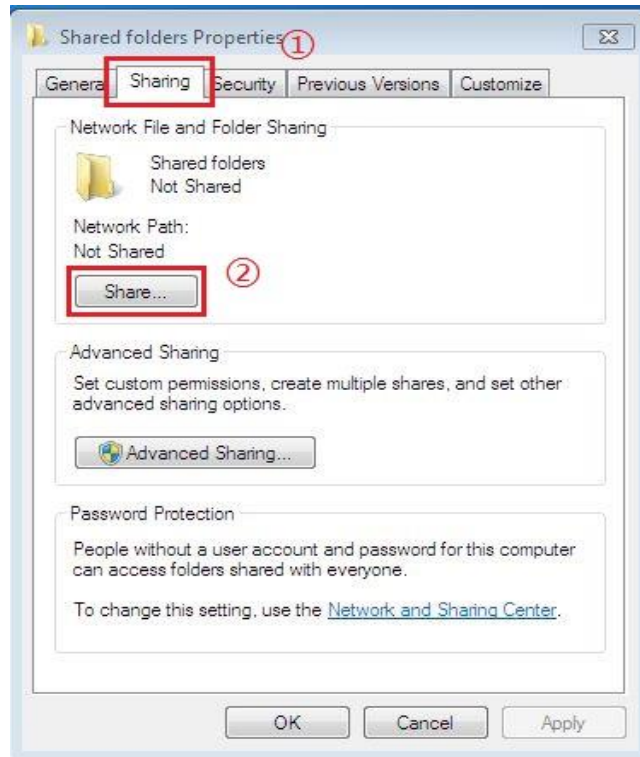 Shared folders Properties
①
General Sharing Security Previous Versions Customize
Network File and Folder Sharing
Shared folders
Not Shared
Network Path:
Not Shared
②
Share...
Advanced Sharing
Set custom permissions, create multiple shares, and set other
advanced sharing options.
Advanced Sharing...
Password Protection
People without a user account and password for this computer
can access folders shared with everyone.
To change this setting, use the Network and Sharing Center.
OK Cancel Apply